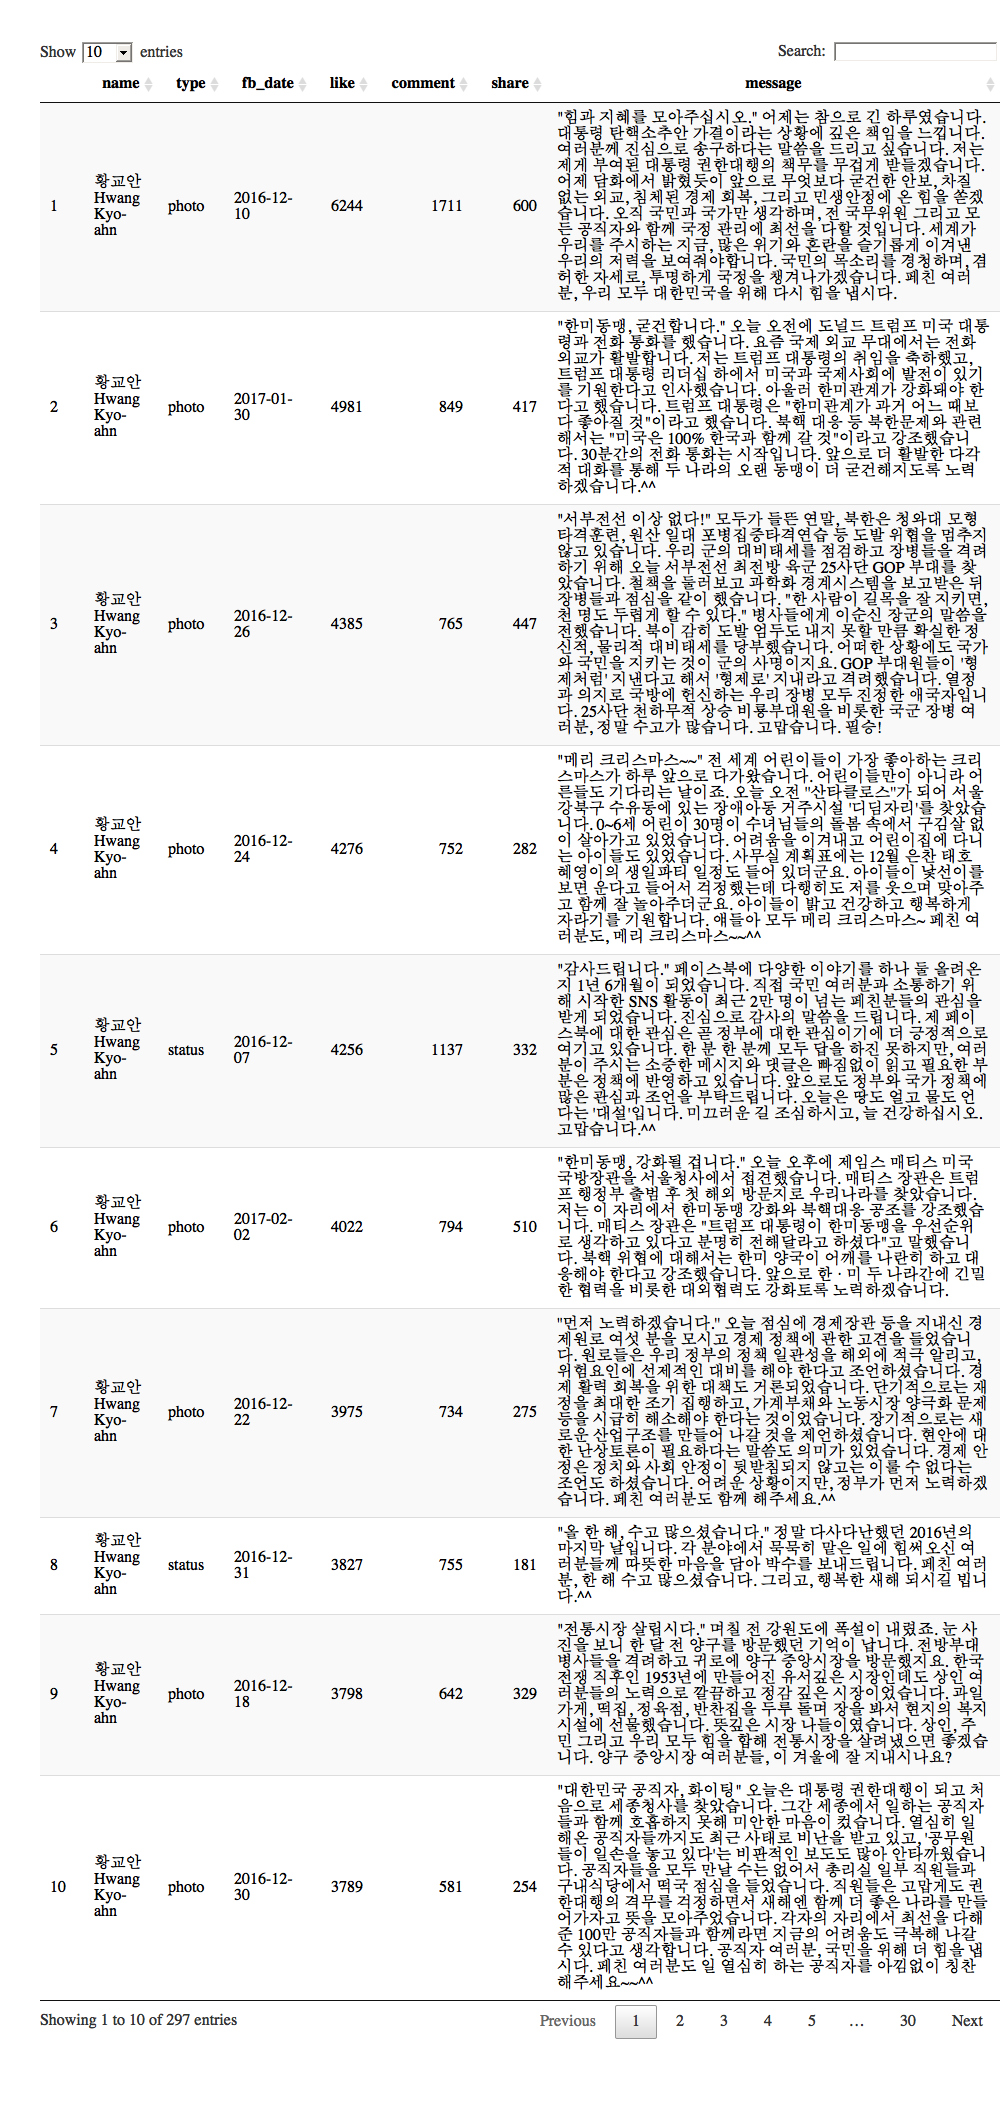 Show 10 entries
Search:
name type fb_date like comment share message
1 황교안 Hwang Kyo-ahn photo 2016-12-10 6244 1711 600
"힘과 지혜를 모아주십시오." 어제는 참으로 긴 하루였습니다.
대통령 탄핵소추안 가결이라는 상황에 깊은 책임을 느낍니다.
여러분께 진심으로 송구하다는 말씀을 드리고 싶습니다. 저는
제게 부여된 대통령 권한대행의 책무를 무겁게 받들겠습니다.
어제 담화에서 밝혔듯이 앞으로 무엇보다 굳건한 안보, 차질
없는 외교, 침체된 경제 회복, 그리고 민생안정에 온 힘을 쏟겠
습니다. 오직 국민과 국가만 생각하며, 전 국무위원 그리고 모
든 공직자와 함께 국정 관리에 최선을 다할 것입니다. 세계가
우리를 주시하는 지금, 많은 위기와 혼란을 슬기롭게 이겨낸
우리의 저력을 보여줘야합니다. 국민의 목소리를 경청하며, 겸
허한 자세로, 투명하게 국정을 챙겨나가겠습니다. 페친 여러
분, 우리 모두 대한민국을 위해 다시 힘을 냅시다.
2 황교안 Hwang Kyo-ahn photo 2017-01-30 4981 849 417
"한미동맹, 굳건합니다." 오늘 오전에 도널드 트럼프 미국 대통
령과 전화 통화를 했습니다. 요즘 국제 외교 무대에서는 전화
외교가 활발합니다. 저는 트럼프 대통령의 취임을 축하했고,
트럼프 대통령 리더십 하에서 미국과 국제사회에 발전이 있기
를 기원한다고 인사했습니다. 아울러 한미관계가 강화돼야 한
다고 했습니다. 트럼프 대통령은 "한미관계가 과거 어느 때보
다 좋아질 것"이라고 했습니다. 북핵 대응 등 북한문제와 관련
해서는 "미국은 100% 한국과 함께 갈 것"이라고 강조했습니
다. 30분간의 전화 통화는 시작입니다. 앞으로 더 활발한 다각
적 대화를 통해 두 나라의 오랜 동맹이 더 굳건해지도록 노력
하겠습니다.^^
3 황교안 Hwang Kyo-ahn photo 2016-12-26 4385 765 447
"서부전선 이상 없다!" 모두가 들뜬 연말, 북한은 청와대 모형
타격훈련, 원산 일대 포병집중타격연습 등 도발 위협을 멈추지
않고 있습니다. 우리 군의 대비태세를 점검하고 장병들을 격려
하기 위해 오늘 서부전선 최전방 육군 25사단 GOP 부대를 찾
았습니다. 철책을 둘러보고 과학화 경계시스템을 보고받은 뒤
장병들과 점심을 같이 했습니다. "한 사람이 길목을 잘 지키면,
천 명도 두렵게 할 수 있다." 병사들에게 이순신 장군의 말씀을
전했습니다. 북이 감히 도발 엄두도 내지 못할 만큼 확실한 정
신적, 물리적 대비태세를 당부했습니다. 어떠한 상황에도 국가
와 국민을 지키는 것이 군의 사명이지요. GOP 부대원들이 '형
제처럼' 지낸다고 해서 '형제로' 지내라고 격려했습니다. 열정
과 의지로 국방에 헌신하는 우리 장병 모두 진정한 애국자입니
다. 25사단 천하무적 상승 비룡부대원을 비롯한 국군 장병 여
러분, 정말 수고가 많습니다. 고맙습니다. 필승!
4 황교안 Hwang Kyo-ahn photo 2016-12-24 4276 752 282
"메리 크리스마스~~" 전 세계 어린이들이 가장 좋아하는 크리
스마스가 하루 앞으로 다가왔습니다. 어린이들만이 아니라 어
른들도 기다리는 날이죠. 오늘 오전 "산타클로스"가 되어 서울
강북구 수유동에 있는 장애아동 거주시설 '디딤자리'를 찾았습
니다. 0~6세 어린이 30명이 수녀님들의 돌봄 속에서 구김살 없
이 살아가고 있었습니다. 어려움을 이겨내고 어린이집에 다니
는 아이들도 있었습니다. 사무실 계획표에는 12월 은찬 태호
혜영이의 생일파티 일정도 들어 있더군요. 아이들이 낯선이를
보면 운다고 들어서 걱정했는데 다행히도 저를 웃으며 맞아주
고 함께 잘 놀아주더군요. 아이들이 밝고 건강하고 행복하게
자라기를 기원합니다. 얘들아 모두 메리 크리스마스~ 페친 여
러분도, 메리 크리스마스~~^^
5 황교안 Hwang Kyo-ahn status 2016-12-07 4256 1137 332
"감사드립니다." 페이스북에 다양한 이야기를 하나 둘 올려온
지 1년 6개월이 되었습니다. 직접 국민 여러분과 소통하기 위
해 시작한 SNS 활동이 최근 2만 명이 넘는 페친분들의 관심을
받게 되었습니다. 진심으로 감사의 말씀을 드립니다. 제 페이
스북에 대한 관심은 곧 정부에 대한 관심이기에 더 긍정적으로
여기고 있습니다. 한 분 한 분께 모두 답을 하진 못하지만, 여러
분이 주시는 소중한 메시지와 댓글은 빠짐없이 읽고 필요한 부
분은 정책에 반영하고 있습니다. 앞으로도 정부와 국가 정책에
많은 관심과 조언을 부탁드립니다. 오늘은 땅도 얼고 물도 언
다는 '대설'입니다. 미끄러운 길 조심하시고, 늘 건강하십시오.
고맙습니다.^^
6 황교안 Hwang Kyo-ahn photo 2017-02-02 4022 794 510
"한미동맹, 강화될 겁니다." 오늘 오후에 제임스 매티스 미국
국방장관을 서울청사에서 접견했습니다. 매티스 장관은 트럼
프 행정부 출범 후 첫 해외 방문지로 우리나라를 찾았습니다.
저는 이 자리에서 한미동맹 강화와 북핵대응 공조를 강조했습
니다. 매티스 장관은 "트럼프 대통령이 한미동맹을 우선순위
로 생각하고 있다고 분명히 전해달라고 하셨다"고 말했습니
다. 북핵 위협에 대해서는 한미 양국이 어깨를 나란히 하고 대
응해야 한다고 강조했습니다. 앞으로 한 · 미 두 나라간에 긴밀
한 협력을 비롯한 대외협력도 강화토록 노력하겠습니다.
7 황교안 Hwang Kyo-ahn photo 2016-12-22 3975 734 275
"먼저 노력하겠습니다." 오늘 점심에 경제장관 등을 지내신 경
제원로 여섯 분을 모시고 경제 정책에 관한 고견을 들었습니
다. 원로들은 우리 정부의 정책 일관성을 해외에 적극 알리고,
위험요인에 선제적인 대비를 해야 한다고 조언하셨습니다. 경
제 활력 회복을 위한 대책도 거론되었습니다. 단기적으로는 재
정을 최대한 조기 집행하고, 가계부채와 노동시장 양극화 문제
등을 시급히 해소해야 한다는 것이었습니다. 장기적으로는 새
로운 산업구조를 만들어 나갈 것을 제언하셨습니다. 현안에 대
한 난상토론이 필요하다는 말씀도 의미가 있었습니다. 경제 안
정은 정치와 사회 안정이 뒷받침되지 않고는 이룰 수 없다는
조언도 하셨습니다. 어려운 상황이지만, 정부가 먼저 노력하겠
습니다. 페친 여러분도 함께 해주세요.^^
8 황교안 Hwang Kyo-ahn status 2016-12-31 3827 755 181
"올 한 해, 수고 많으셨습니다." 정말 다사다난했던 2016년의
마지막 날입니다. 각 분야에서 묵묵히 맡은 일에 힘써오신 여
러분들께 따뜻한 마음을 담아 박수를 보내드립니다. 페친 여러
분, 한 해 수고 많으셨습니다. 그리고, 행복한 새해 되시길 빕니
다.^^
9 황교안 Hwang Kyo-ahn photo 2016-12-18 3798 642 329
"전통시장 살립시다." 며칠 전 강원도에 폭설이 내렸죠. 눈 사
진을 보니 한 달 전 양구를 방문했던 기억이 납니다. 전방부대
병사들을 격려하고 귀로에 양구 중앙시장을 방문했지요. 한국
전쟁 직후인 1953년에 만들어진 유서깊은 시장인데도 상인 여
러분들의 노력으로 깔끔하고 정감 깊은 시장이었습니다. 과일
가게, 떡집, 정육점, 반찬집을 두루 돌며 장을 봐서 현지의 복지
시설에 선물했습니다. 뜻깊은 시장 나들이였습니다. 상인, 주
민 그리고 우리 모두 힘을 합해 전통시장을 살려냈으면 좋겠습
니다. 양구 중앙시장 여러분들, 이 겨울에 잘 지내시나요?
10 황교안 Hwang Kyo-ahn photo 2016-12-30 3789 581 254
"대한민국 공직자, 화이팅" 오늘은 대통령 권한대행이 되고 처
음으로 세종청사를 찾았습니다. 그간 세종에서 일하는 공직자
들과 함께 호흡하지 못해 미안한 마음이 컸습니다. 열심히 일
해온 공직자들까지도 최근 사태로 비난을 받고 있고, '공무원
들이 일손을 놓고 있다'는 비판적인 보도도 많아 안타까웠습니
다. 공직자들을 모두 만날 수는 없어서 총리실 일부 직원들과
구내식당에서 떡국 점심을 들었습니다. 직원들은 고맙게도 권
한대행의 격무를 걱정하면서 새해엔 함께 더 좋은 나라를 만들
어가자고 뜻을 모아주었습니다. 각자의 자리에서 최선을 다해
준 100만 공직자들과 함께라면 지금의 어려움도 극복해 나갈
수 있다고 생각합니다. 공직자 여러분, 국민을 위해 더 힘을 냅
시다. 페친 여러분도 일 열심히 하는 공직자를 아낌없이 칭찬
해주세요~~^^
Showing 1 to 10 of 297 entries
Previous 1 2 3 4 5 … 30 Next